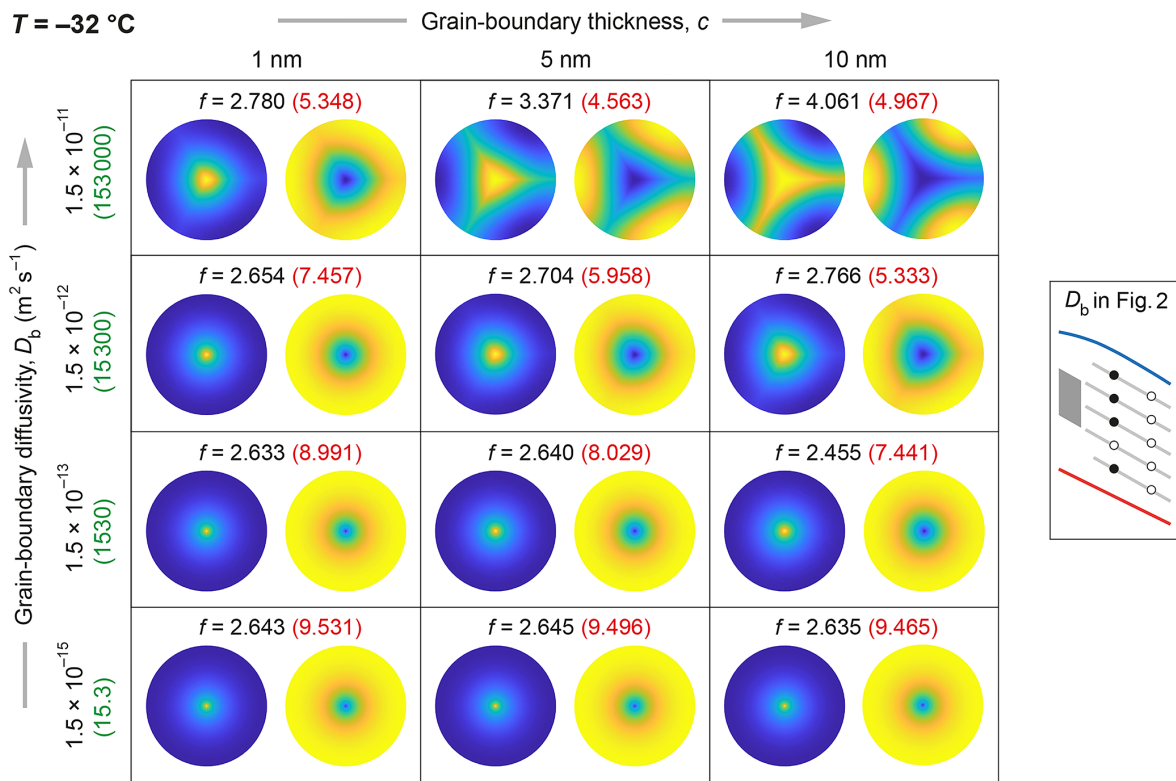 T = –32 °C
Grain-boundary thickness, c
1 nm 5 nm 10 nm
Grain-boundary diffusivity, D_b (m² s⁻¹)
1.5 × 10⁻¹¹
(153 000)
f = 2.780 (5.348) f = 3.371 (4.563) f = 4.061 (4.967)
1.5 × 10⁻¹²
(15300)
f = 2.654 (7.457) f = 2.704 (5.958) f = 2.766 (5.333)
1.5 × 10⁻¹³
(1530)
f = 2.633 (8.991) f = 2.640 (8.029) f = 2.455 (7.441)
1.5 × 10⁻¹⁵
(15.3)
f = 2.643 (9.531) f = 2.645 (9.496) f = 2.635 (9.465)
D_b in Fig. 2